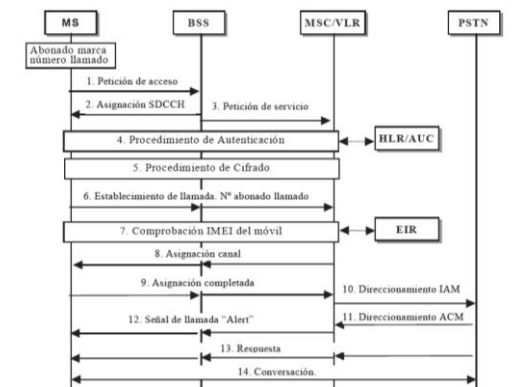 MS
BSS
MSC/VLR
PSTN
Abonado marca
número llamado
1. Petición de acceso
2. Asignación SDCCH
3. Petición de servicio
4. Procedimiento de Autenticación
HLR/AUC
5. Procedimiento de Cifrado
6. Establecimiento de llamada. Nº abonado llamado
7. Comprobación IMEI del móvil
EIR
8. Asignación canal
9. Asignación completada
10. Direccionamiento IAM
11. Direccionamiento ACM
12. Señal de llamada "Alert"
13. Respuesta
14. Conversación.